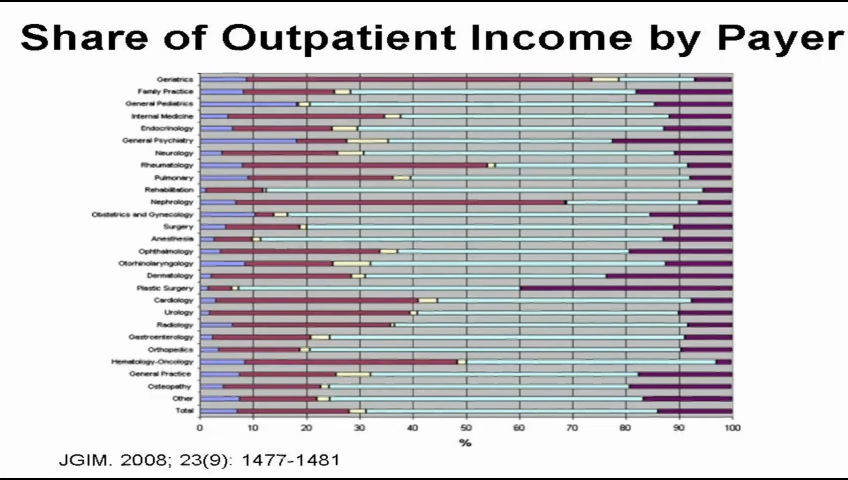 Share of Outpatient Income by Payer
Geriatrics
Family Practice
General Pediatrics
Internal Medicine
Endocrinology
General Psychiatry
Neurology
Rheumatology
Pulmonary
Rehabilitation
Nephrology
Obstetrics and Gynecology
Surgery
Anesthesia
Ophthalmology
Otorhinolaryngology
Dermatology
Plastic Surgery
Cardiology
Urology
Radiology
Gastroenterology
Orthopedics
Hematology-Oncology
General Practice
Osteopathy
Other
Total
0 10 20 30 40 50 60 70 80 90 100
%
JGIM. 2008; 23(9): 1477-1481